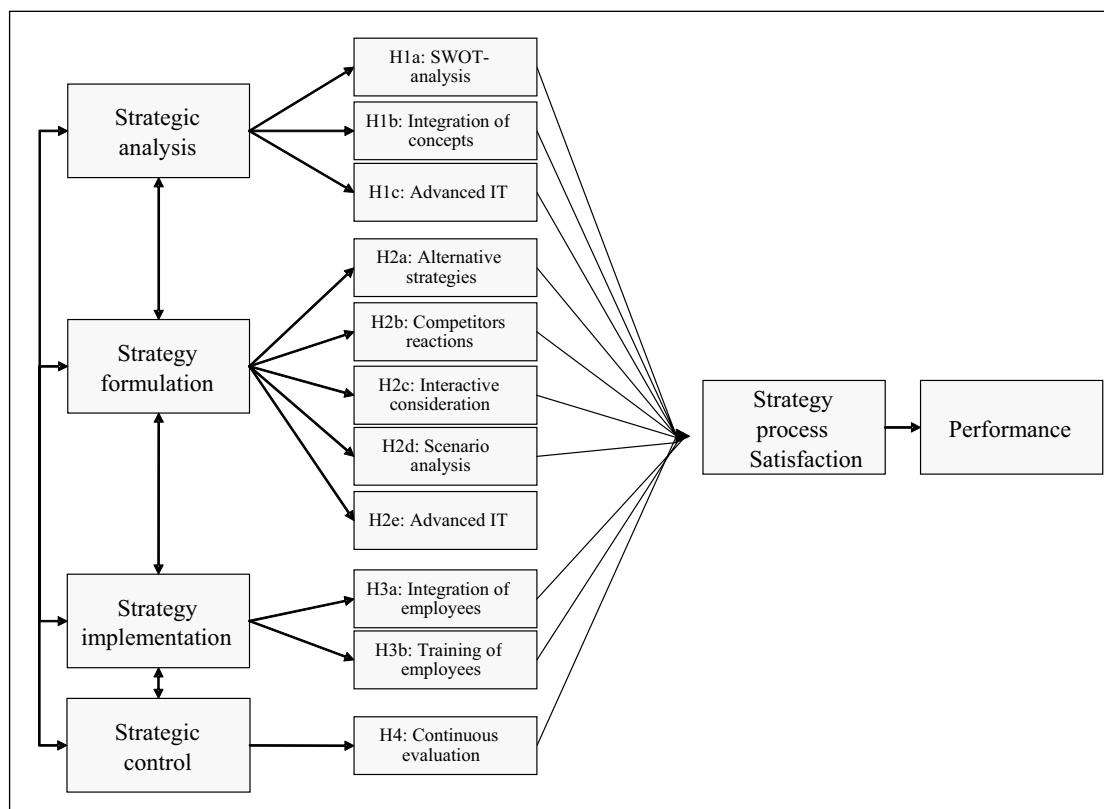 Strategic
analysis
H1a: SWOT-
analysis
H1b: Integration of
concepts
H1c: Advanced IT
Strategy
formulation
H2a: Alternative
strategies
H2b: Competitors
reactions
H2c: Interactive
consideration
H2d: Scenario
analysis
H2e: Advanced IT
Strategy
implementation
H3a: Integration of
employees
H3b: Training of
employees
Strategic
control
H4: Continuous
evaluation
Strategy
process
Satisfaction
Performance